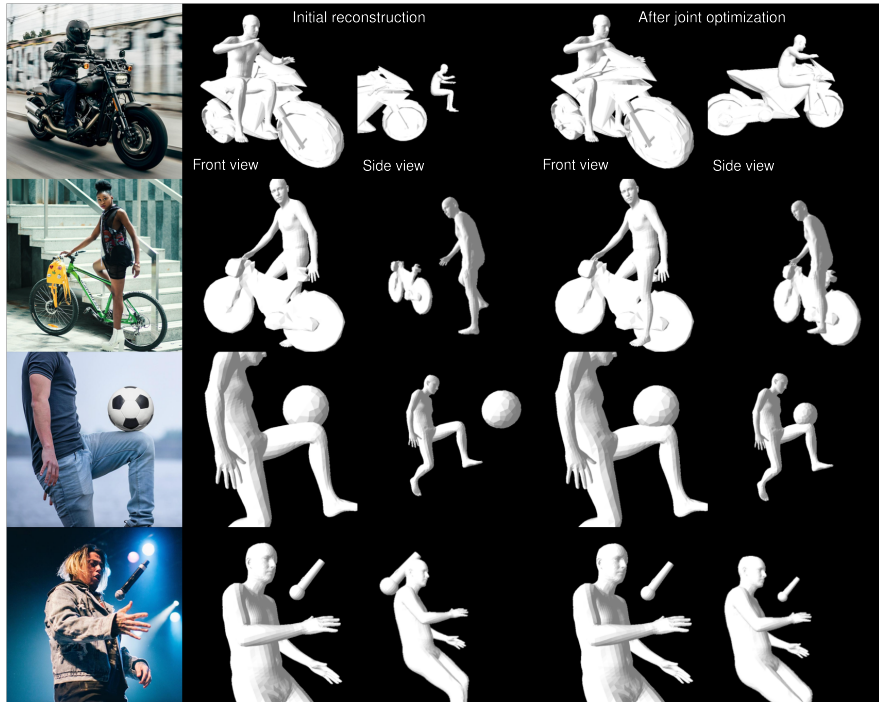 Initial reconstruction
After joint optimization
Front view
Side view
Front view
Side view